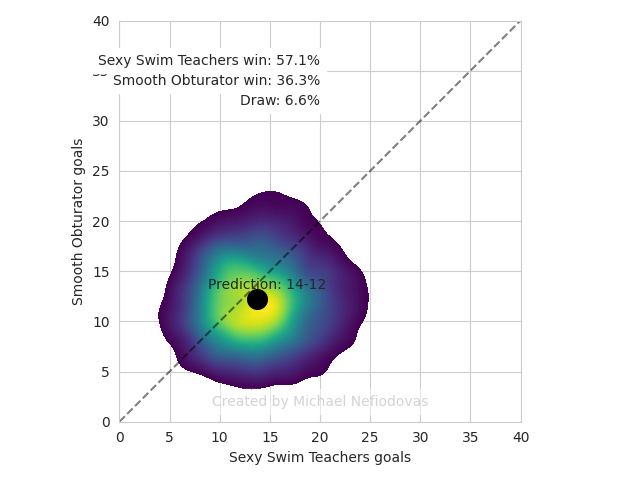 40
Sexy Swim Teachers win: 57.1%
Smooth Obturator win: 36.3%
Draw: 6.6%
30
25
20
15
10
5
0
Smooth Obturator goals
Prediction: 14-12
Created by Michael Nefiodovas
0 5 10 15 20 25 30 35 40
Sexy Swim Teachers goals